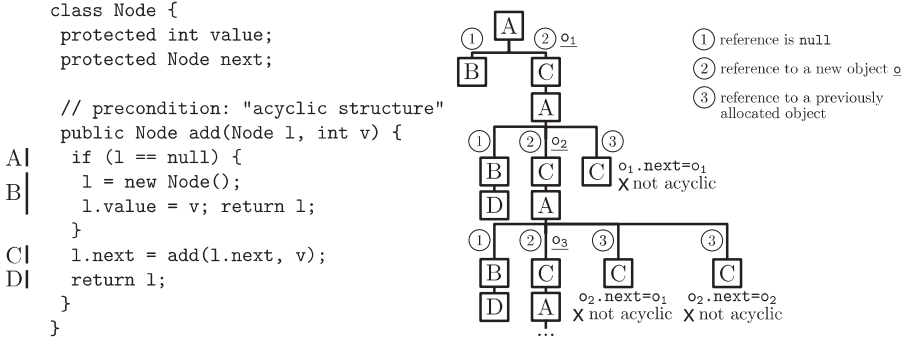 class Node {
protected int value;
protected Node next;
// precondition: "acyclic structure"
public Node add(Node l, int v) {
A if (l == null) {
B l = new Node();
l.value = v; return l;
}
C l.next = add(l.next, v);
D return l;
}
}
A
1 2 o1
B C
A
1 2 o2 3
B C C o1.next=o1
X not acyclic
D A
1 2 o3 3 3
B C C C
D A o2.next=o1 o2.next=o2
X not acyclic X not acyclic
...
1 reference is null
2 reference to a new object o
3 reference to a previously
allocated object